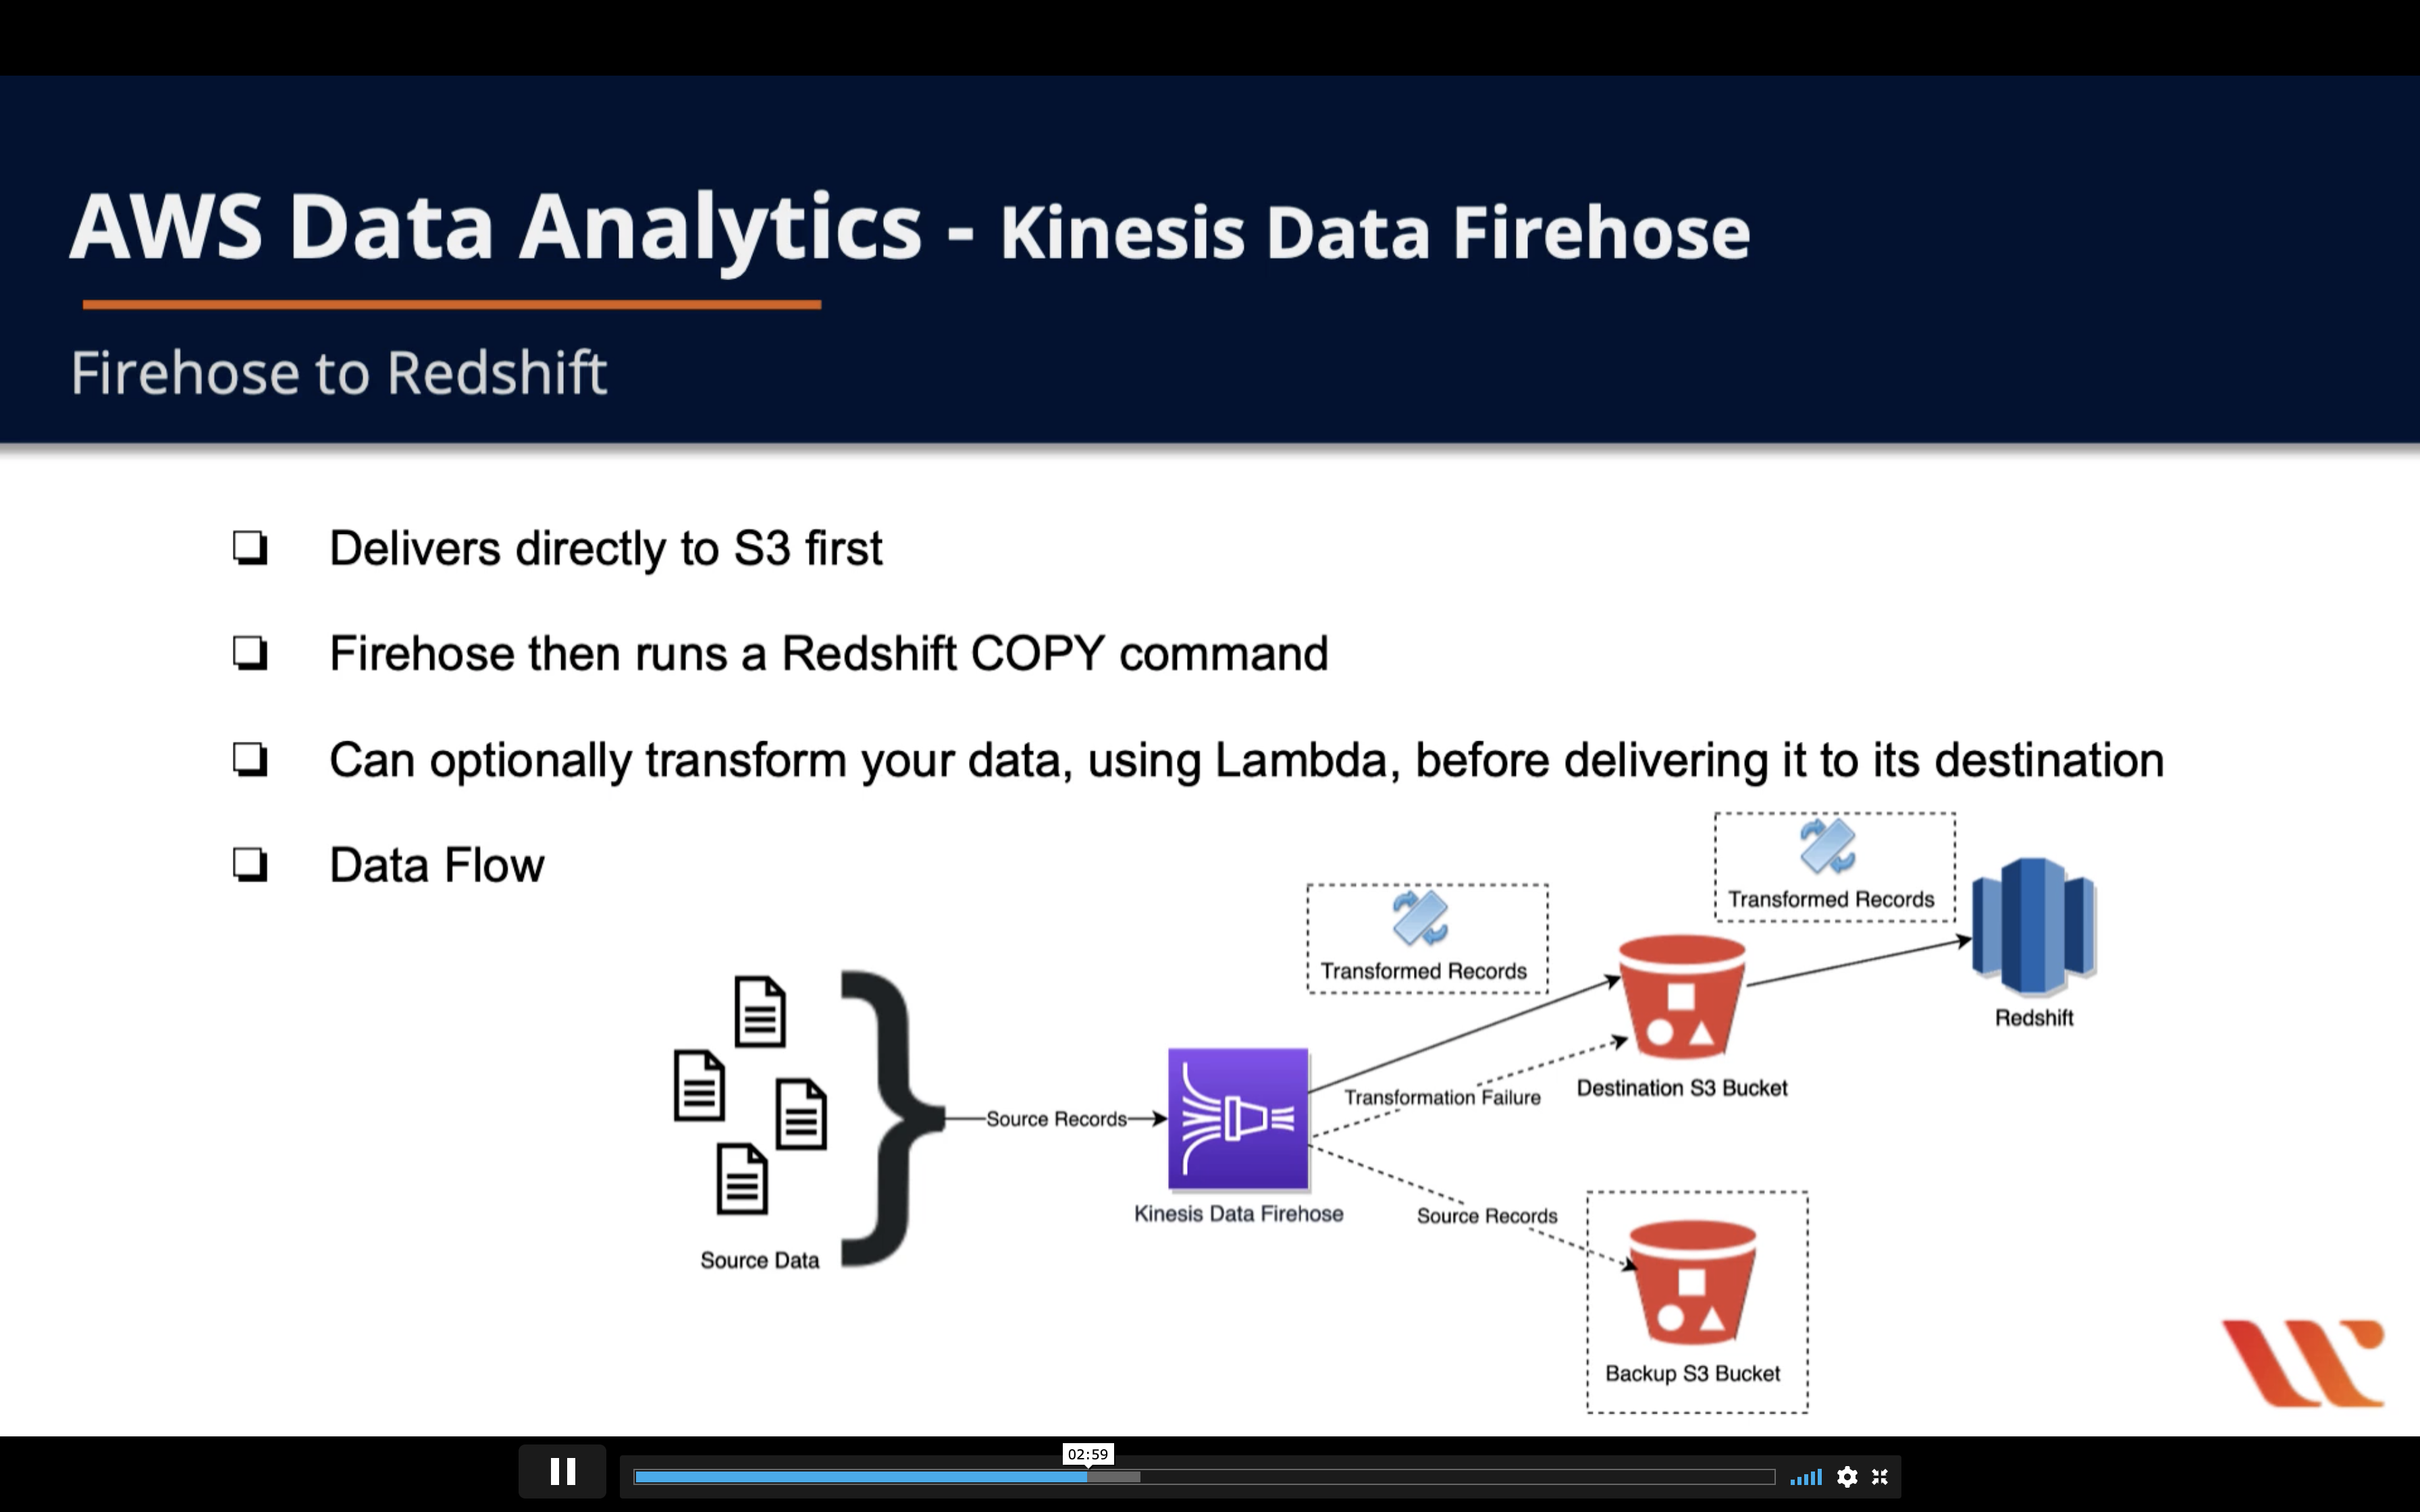 AWS Data Analytics - Kinesis Data Firehose
Firehose to Redshift
Delivers directly to S3 first
Firehose then runs a Redshift COPY command
Can optionally transform your data, using Lambda, before delivering it to its destination
Data Flow
Transformed Records
Transformed Records
Redshift
Destination S3 Bucket
Transformation Failure
Source Records
Kinesis Data Firehose
Source Records
Source Data
Backup S3 Bucket
02:59